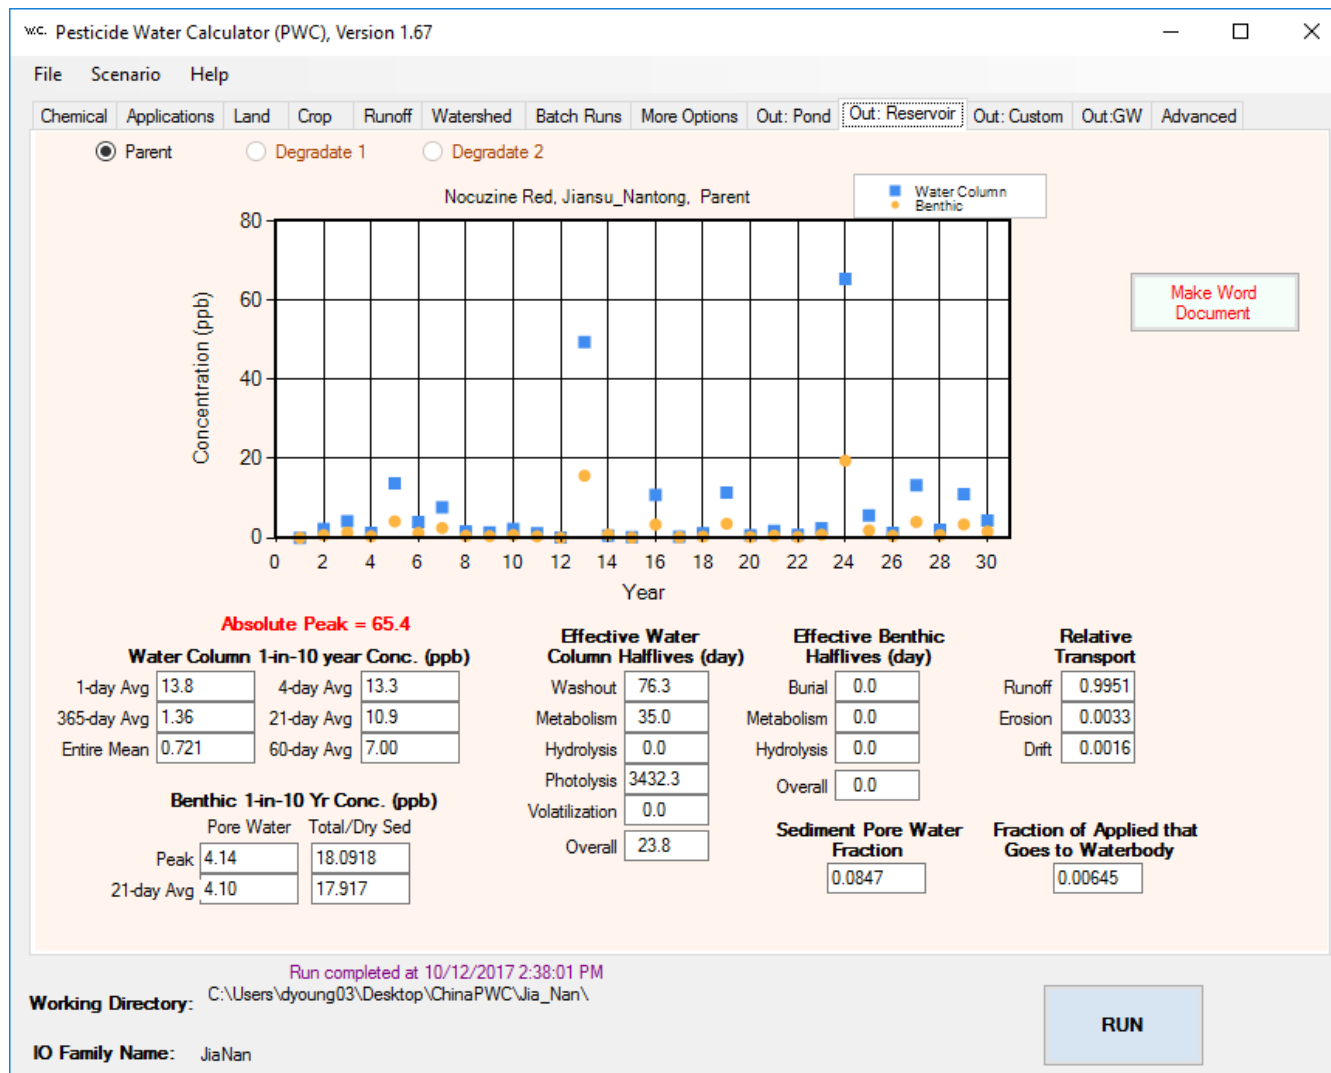 W.C. Pesticide Water Calculator (PWC), Version 1.67
File Scenario Help
Chemical Applications Land Crop Runoff Watershed Batch Runs More Options Out: Pond Out: Reservoir Out: Custom Out:GW Advanced
Parent Degradate 1 Degradate 2
Nocuzine Red, Jiansu_Nantong, Parent
Water Column
Benthic
Make Word
Document
Concentration (ppb)
80
60
40
20
0
0 2 4 6 8 10 12 14 16 18 20 22 24 26 28 30
Year
Absolute Peak = 65.4
Water Column 1-in-10 year Conc. (ppb)
1-day Avg 13.8 4-day Avg 13.3
365-day Avg 1.36 21-day Avg 10.9
Entire Mean 0.721 60-day Avg 7.00
Benthic 1-in-10 Yr Conc. (ppb)
Pore Water Total/Dry Sed
Peak 4.14 18.0918
21-day Avg 4.10 17.917
Effective Water
Column Halflives (day)
Washout 76.3
Metabolism 35.0
Hydrolysis 0.0
Photolysis 3432.3
Volatilization 0.0
Overall 23.8
Effective Benthic
Halflives (day)
Burial 0.0
Metabolism 0.0
Hydrolysis 0.0
Overall 0.0
Relative
Transport
Runoff 0.9951
Erosion 0.0033
Drift 0.0016
Sediment Pore Water
Fraction
0.0847
Fraction of Applied that
Goes to Waterbody
0.00645
Run completed at 10/12/2017 2:38:01 PM
Working Directory: C:\Users\dyoung03\Desktop\ChinaPWC\Jia_Nan\
IO Family Name: JiaNan
RUN